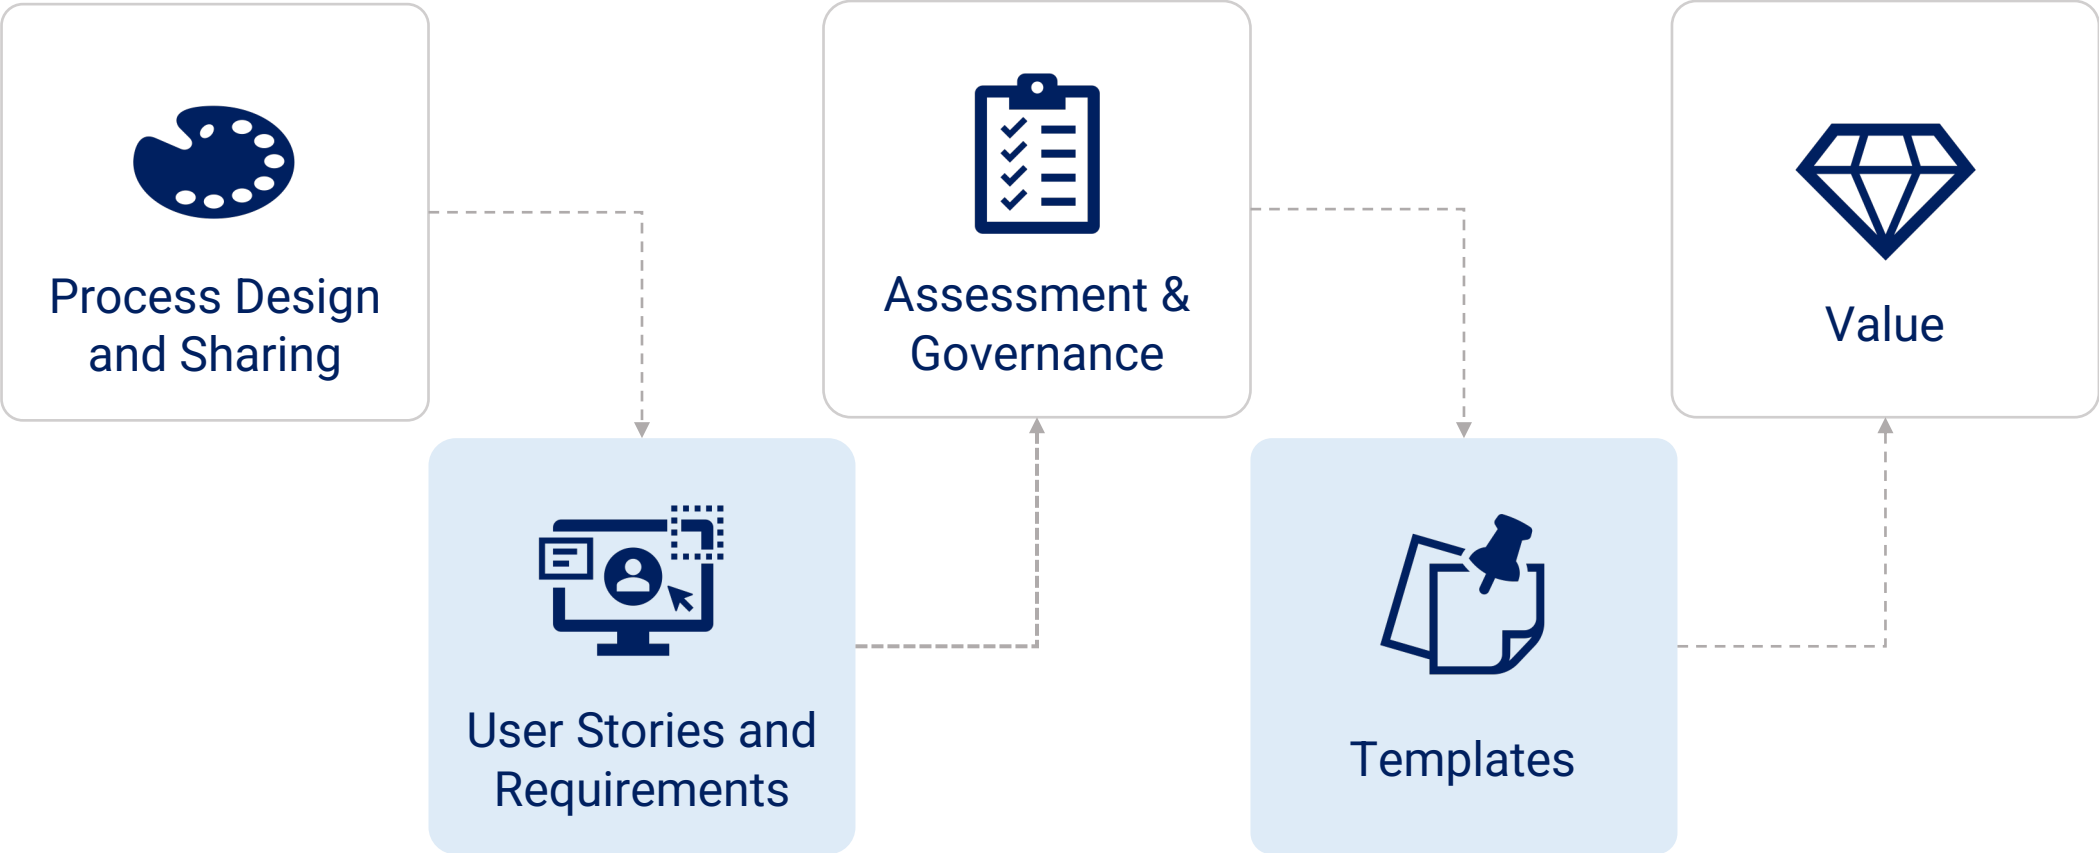 Process Design
and Sharing
User Stories and
Requirements
Assessment &
Governance
Templates
Value